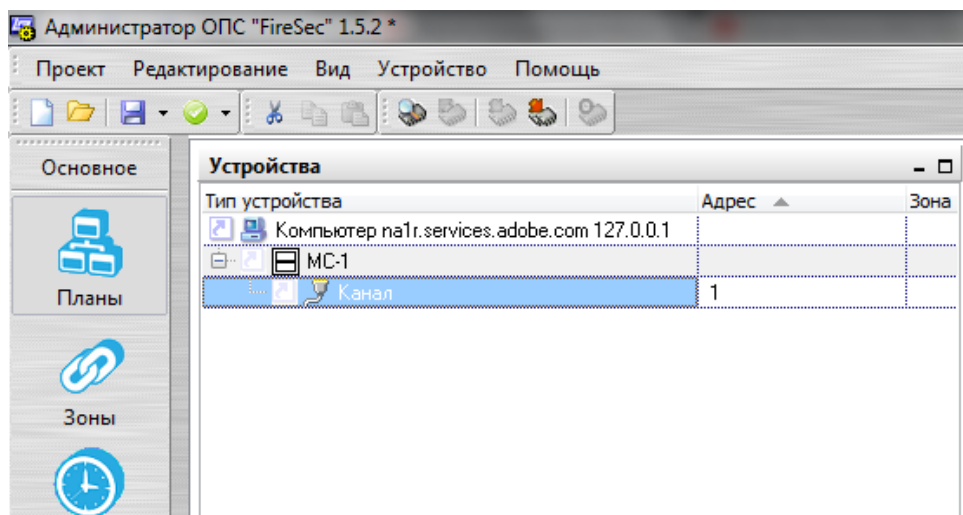 Администратор ОПС "FireSec" 1.5.2 *
Проект Редактирование Вид Устройство Помощь
Основное
Устройства
Тип устройства Адрес Зона
Компьютер na1r.services.adobe.com 127.0.0.1
МС-1
Канал 1
Планы
Зоны